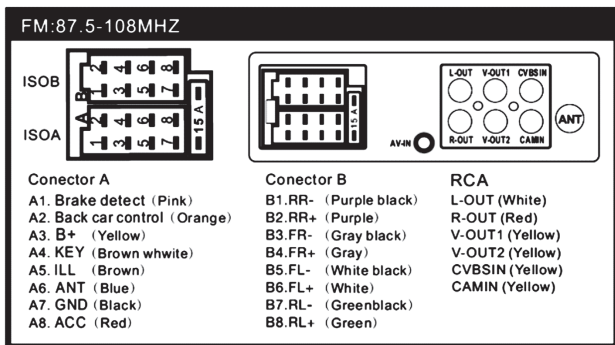 FM:87.5-108MHZ
ISOB
2 4 6 8
B
1 3 5 7
ISOA
A
2 4 6 8
1 3 5 7
15 A
15 A
AV-IN
L-OUT V-OUT1 CVBSIN
R-OUT V-OUT2 CAMIN
ANT
Conector A
A1. Brake detect (Pink)
A2. Back car control (Orange)
A3. B+ (Yellow)
A4. KEY (Brown whwite)
A5. ILL (Brown)
A6. ANT (Blue)
A7. GND (Black)
A8. ACC (Red)
Conector B
B1.RR- (Purple black)
B2.RR+ (Purple)
B3.FR- (Gray black)
B4.FR+ (Gray)
B5.FL- (White black)
B6.FL+ (White)
B7.RL- (Greenblack)
B8.RL+ (Green)
RCA
L-OUT (White)
R-OUT (Red)
V-OUT1 (Yellow)
V-OUT2 (Yellow)
CVBSIN (Yellow)
CAMIN (Yellow)